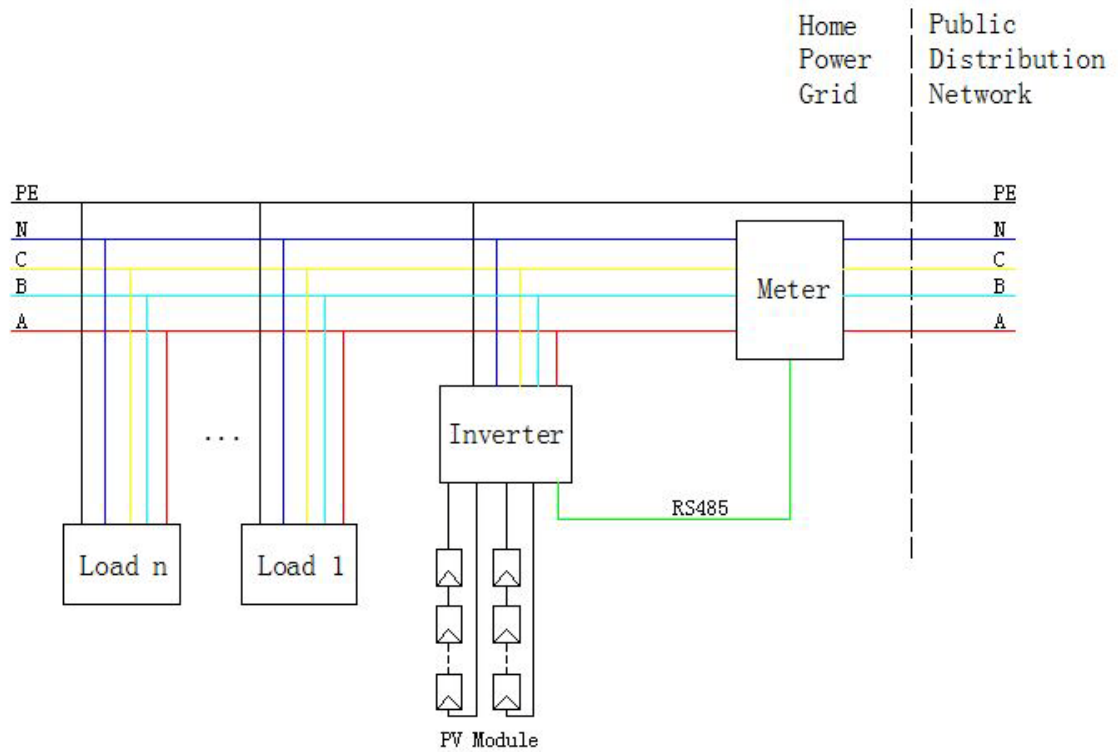 Home
Power
Grid
Public
Distribution
Network
PE
PE
N
N
C
C
B
B
A
A
Meter
Inverter
...
RS485
Load n
Load 1
PV Module